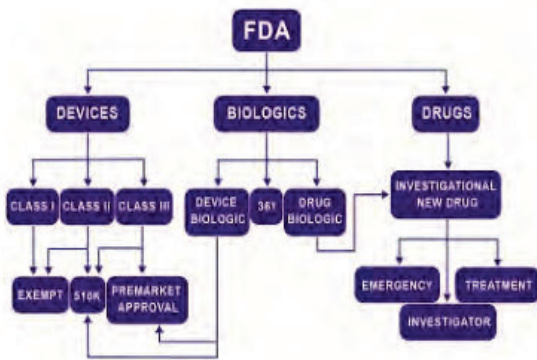 FDA
DEVICES
BIOLOGICS
DRUGS
CLASS I
CLASS II
CLASS III
DEVICE
BIOLOGIC
361
DRUG
BIOLOGIC
INVESTIGATIONAL
NEW DRUG
EXEMPT
510K
PREMARKET
APPROVAL
EMERGENCY
TREATMENT
INVESTIGATOR